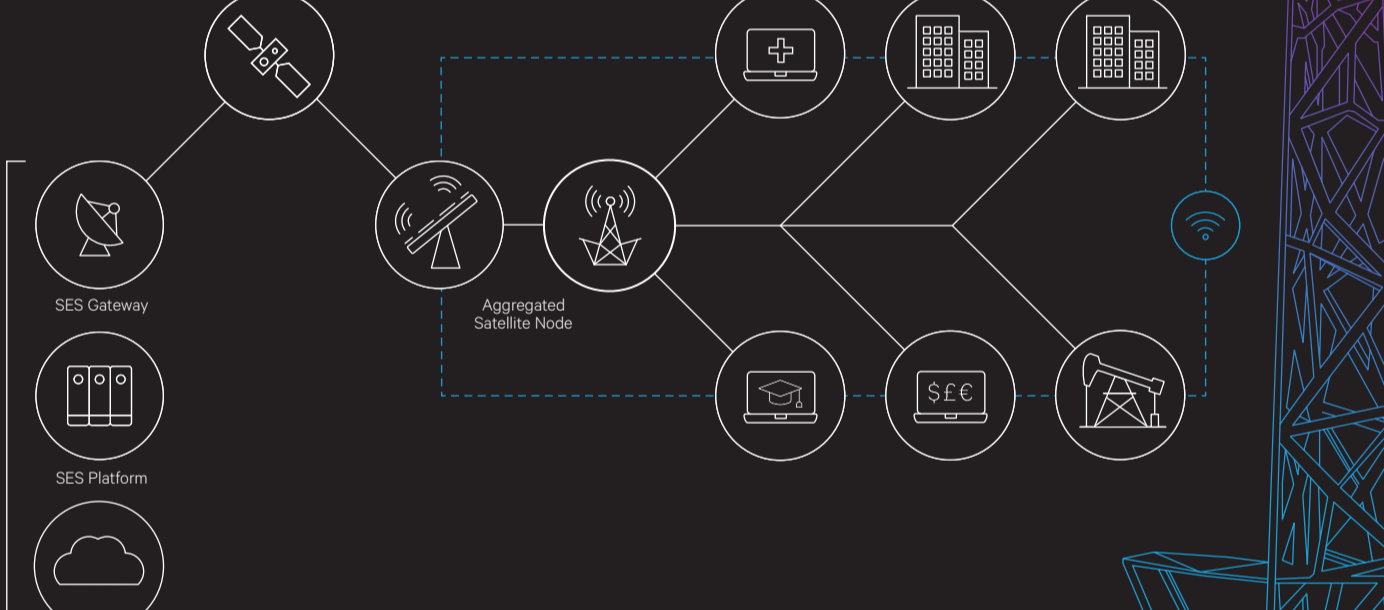 SES Gateway
Aggregated
Satellite Node
$£€
SES Platform